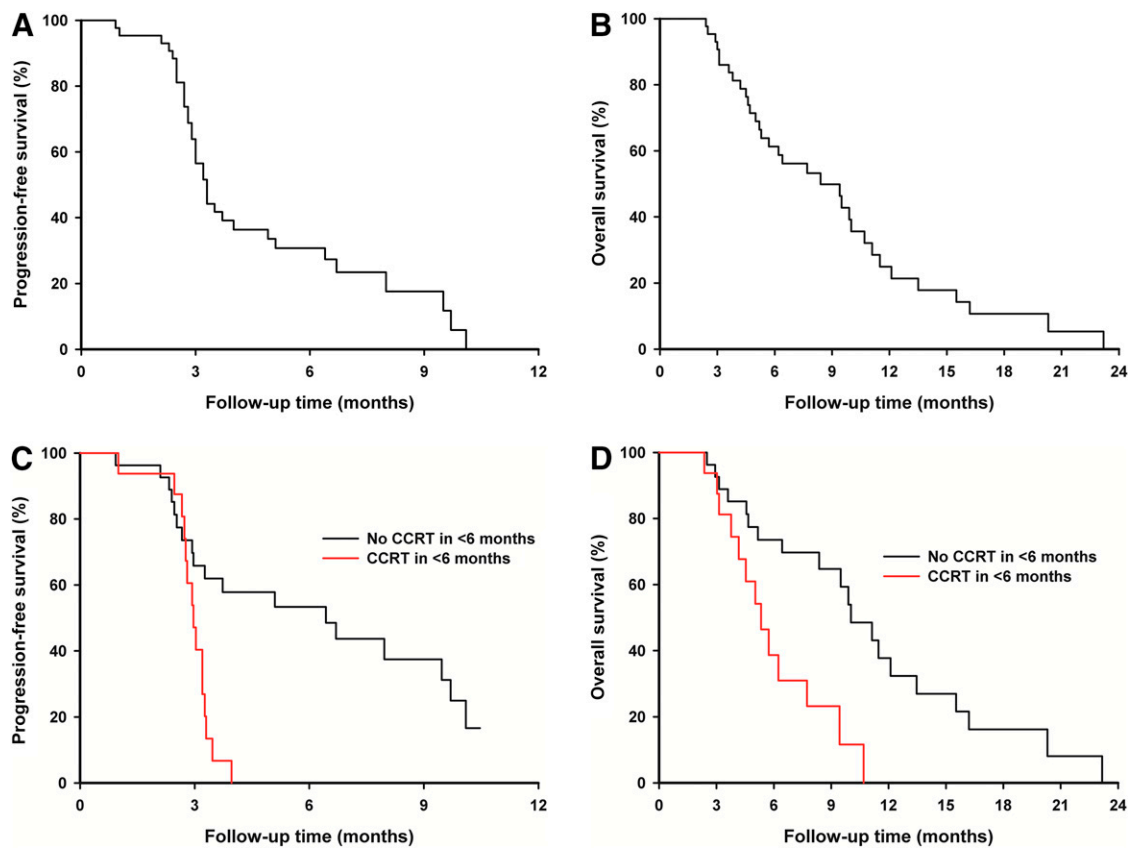 A
Progression-free survival (%)
100
80
60
40
20
0
0 3 6 9 12
Follow-up time (months)
B
Overall survival (%)
100
80
60
40
20
0
0 3 6 9 12 15 18 21 24
Follow-up time (months)
C
Progression-free survival (%)
100
80
60
40
20
0
No CCRT in <6 months
CCRT in <6 months
0 3 6 9 12
Follow-up time (months)
D
Overall survival (%)
100
80
60
40
20
0
No CCRT in <6 months
CCRT in <6 months
0 3 6 9 12 15 18 21 24
Follow-up time (months)